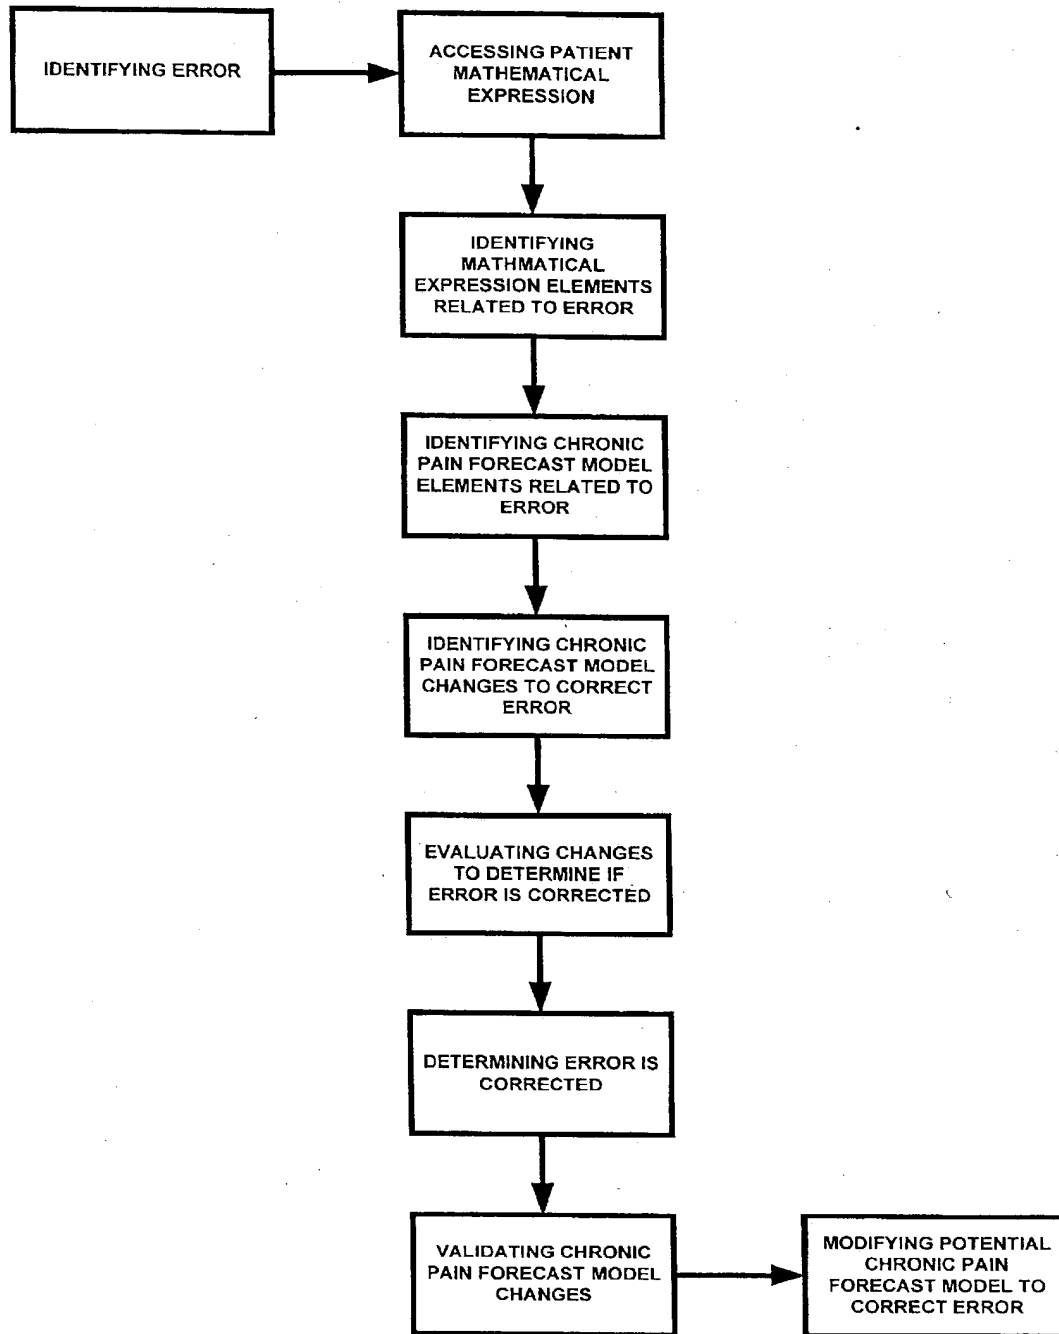 IDENTIFYING ERROR
ACCESSING PATIENT
MATHEMATICAL
EXPRESSION
IDENTIFYING
MATHMATICAL
EXPRESSION ELEMENTS
RELATED TO ERROR
IDENTIFYING CHRONIC
PAIN FORECAST MODEL
ELEMENTS RELATED TO
ERROR
IDENTIFYING CHRONIC
PAIN FORECAST MODEL
CHANGES TO CORRECT
ERROR
EVALUATING CHANGES
TO DETERMINE IF
ERROR IS CORRECTED
DETERMINING ERROR IS
CORRECTED
VALIDATING CHRONIC
PAIN FORECAST MODEL
CHANGES
MODIFYING POTENTIAL
CHRONIC PAIN
FORECAST MODEL TO
CORRECT ERROR